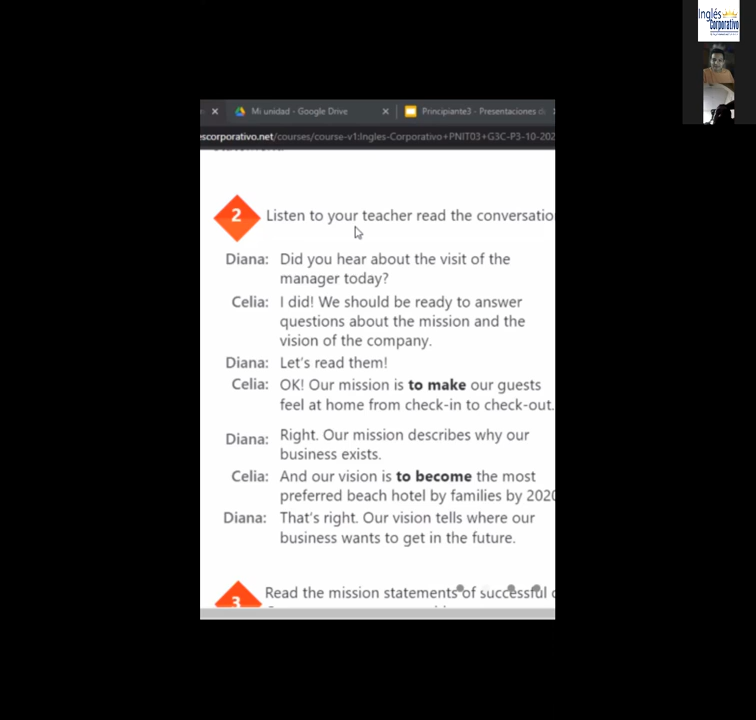 Inglés
Corporativo
Mi unidad - Google Drive
Principiante3 - Presentaciones
escorporativo.net/courses/course-v1:Ingles-Corporativo+PNIT03+G3C-P3-10-202
2 Listen to your teacher read the conversatio
Diana: Did you hear about the visit of the
manager today?
Celia: I did! We should be ready to answer
questions about the mission and the
vision of the company.
Diana: Let's read them!
Celia: OK! Our mission is to make our guests
feel at home from check-in to check-out.
Diana: Right. Our mission describes why our
business exists.
Celia: And our vision is to become the most
preferred beach hotel by families by 2020
Diana: That's right. Our vision tells where our
business wants to get in the future.
3 Read the mission statements of successful